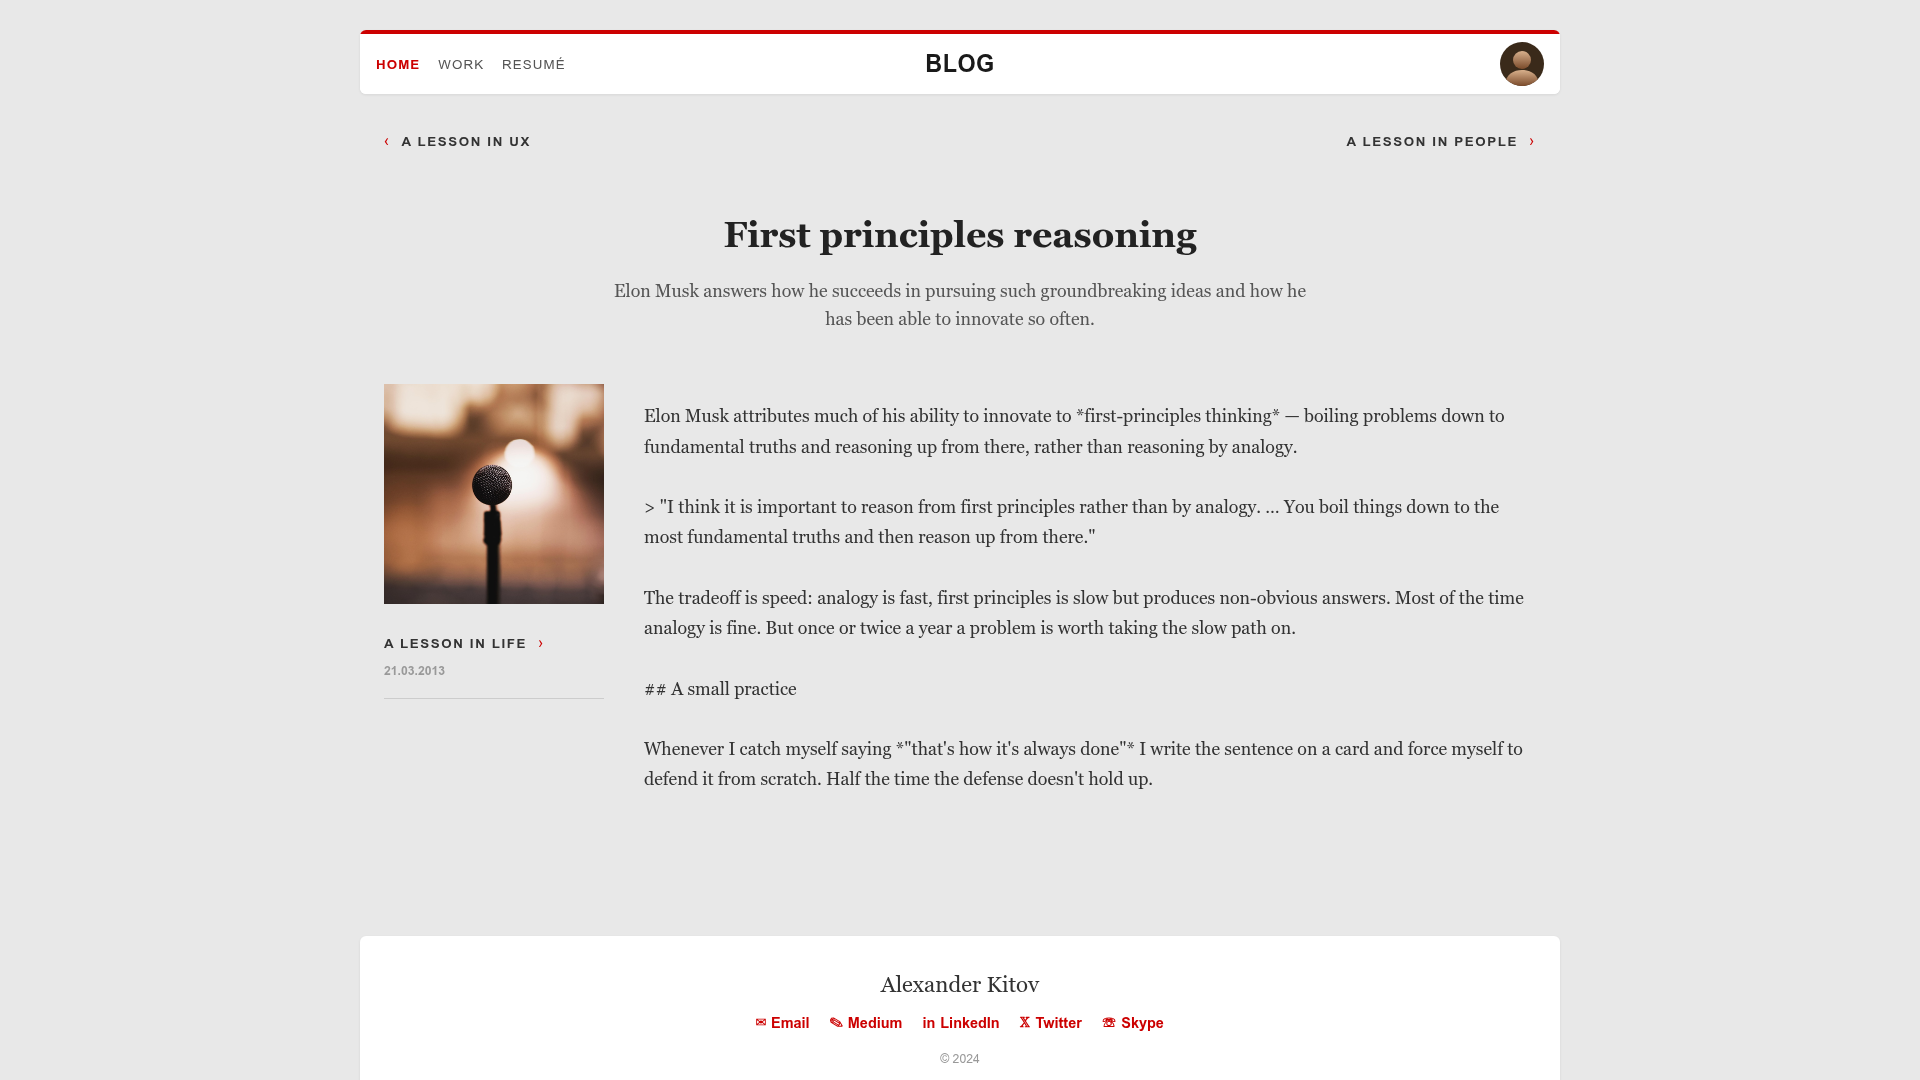 HOME WORK RESUMÉ BLOG
‹ A LESSON IN UX
A LESSON IN PEOPLE ›
First principles reasoning
Elon Musk answers how he succeeds in pursuing such groundbreaking ideas and how he
has been able to innovate so often.
A LESSON IN LIFE ›
21.03.2013
Elon Musk attributes much of his ability to innovate to *first-principles thinking* — boiling problems down to
fundamental truths and reasoning up from there, rather than reasoning by analogy.
> "I think it is important to reason from first principles rather than by analogy. ... You boil things down to the
most fundamental truths and then reason up from there."
The tradeoff is speed: analogy is fast, first principles is slow but produces non-obvious answers. Most of the time
analogy is fine. But once or twice a year a problem is worth taking the slow path on.
## A small practice
Whenever I catch myself saying *"that's how it's always done"* I write the sentence on a card and force myself to
defend it from scratch. Half the time the defense doesn't hold up.
Alexander Kitov
✉ Email ✎ Medium in LinkedIn 𝕏 Twitter ☏ Skype
© 2024